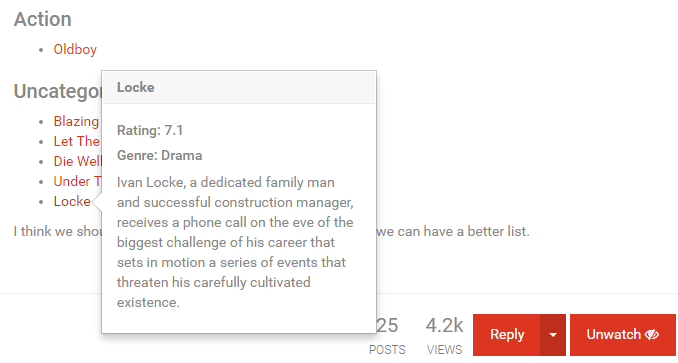 Action
Oldboy
Uncategor
Locke
Blazing
Rating: 7.1
Let The
Genre: Drama
Die Well
Under T
Locke
Ivan Locke, a dedicated family man
and successful construction manager,
receives a phone call on the eve of the
biggest challenge of his career that
sets in motion a series of events that
threaten his carefully cultivated
existence.
I think we shou we can have a better list.
25 4.2k
POSTS VIEWS
Reply
Unwatch